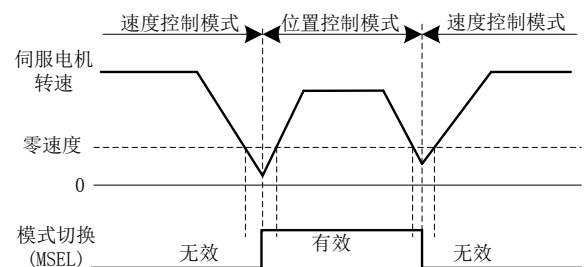 速度控制模式 位置控制模式 速度控制模式
伺服电机
转速
零速度
0
模式切换
(MSEL)
无效 有效 无效